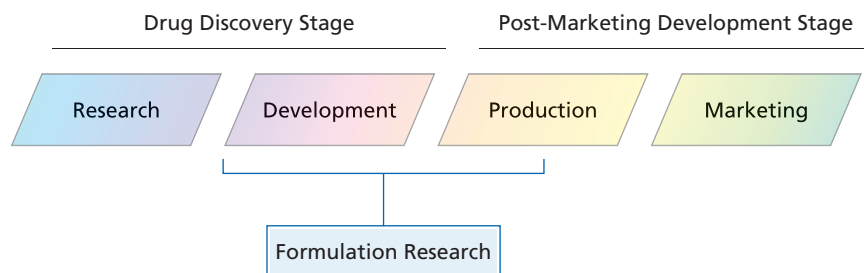 Drug Discovery Stage
Post-Marketing Development Stage
Research
Development
Production
Marketing
Formulation Research